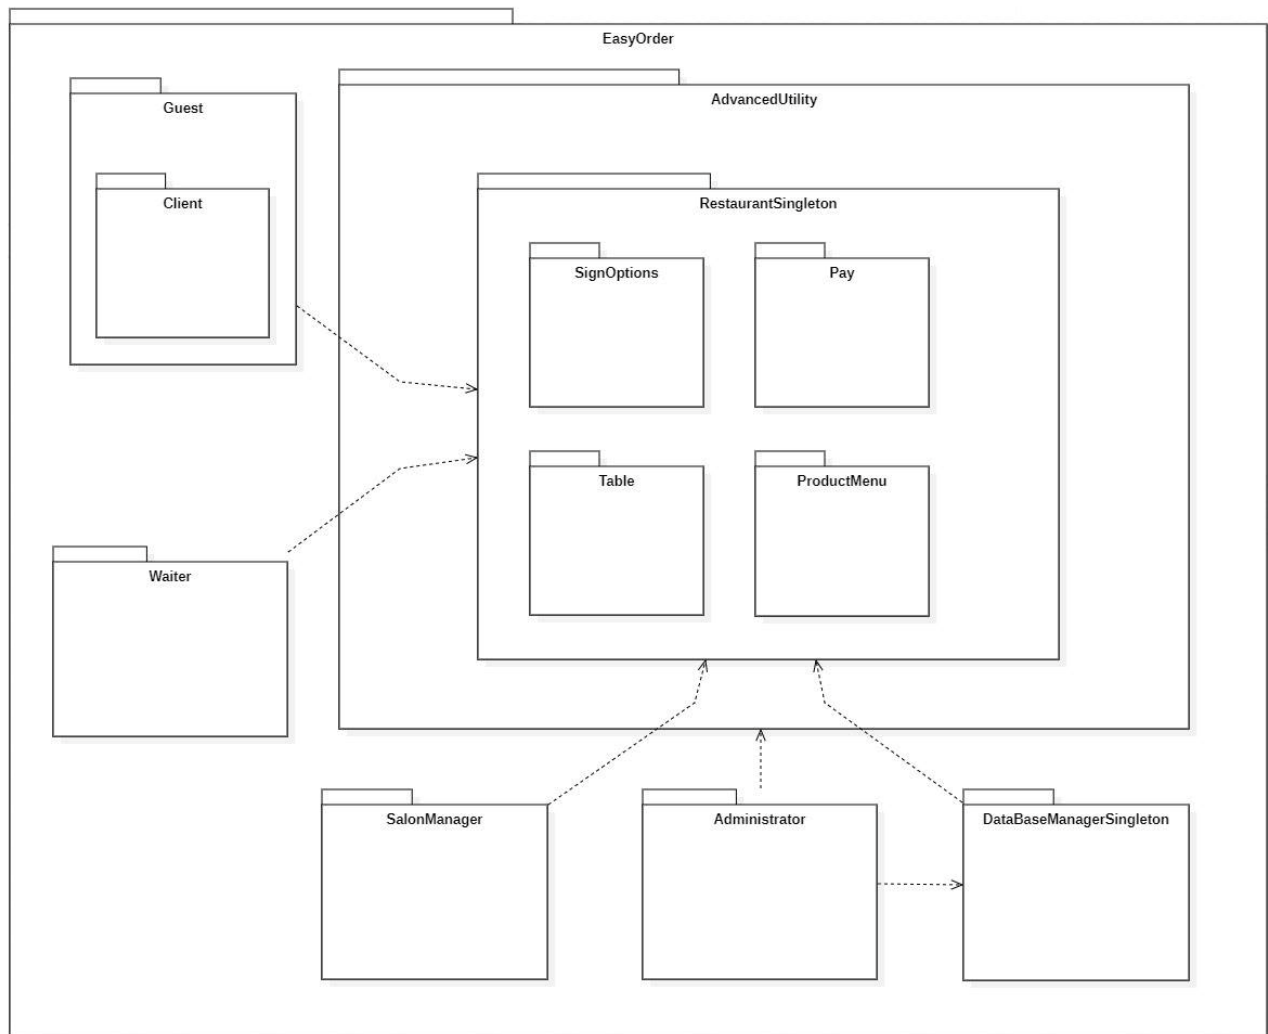 EasyOrder
Guest
AdvancedUtility
Client
RestaurantSingleton
SignOptions
Pay
Table
ProductMenu
Waiter
SalonManager
Administrator
DataBaseManagerSingleton